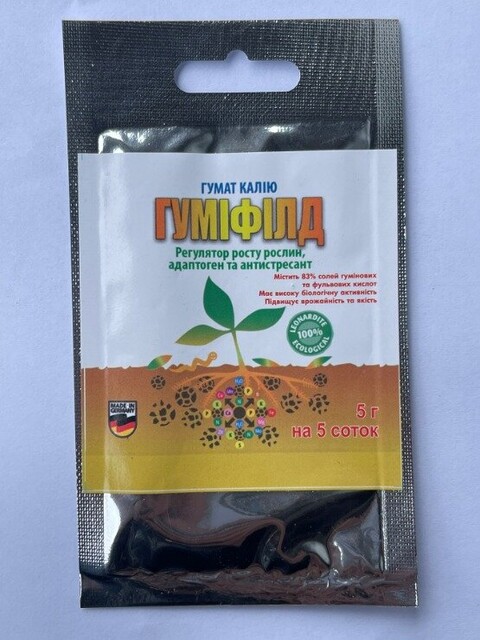 ГУМАТ КАЛІЮ
ГУМІФІЛД
Регулятор росту рослин,
адаптоген та антистресант
Містить 83% солей гумінових
та фульвових кислот
Має високу біологічну активність
Підвищує врожайність та якість
LEONARDITE
100%
ECOLOGICAL
MADE IN
GERMANY
5 г
на 5 соток